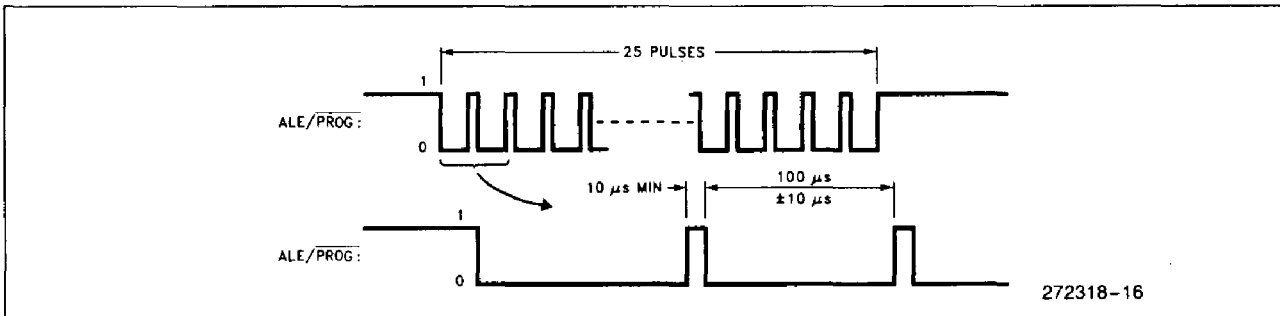 25 PULSES
1
ALE/PROG:
0
10 μs MIN
100 μs
±10 μs
1
ALE/PROG:
0
272318-16